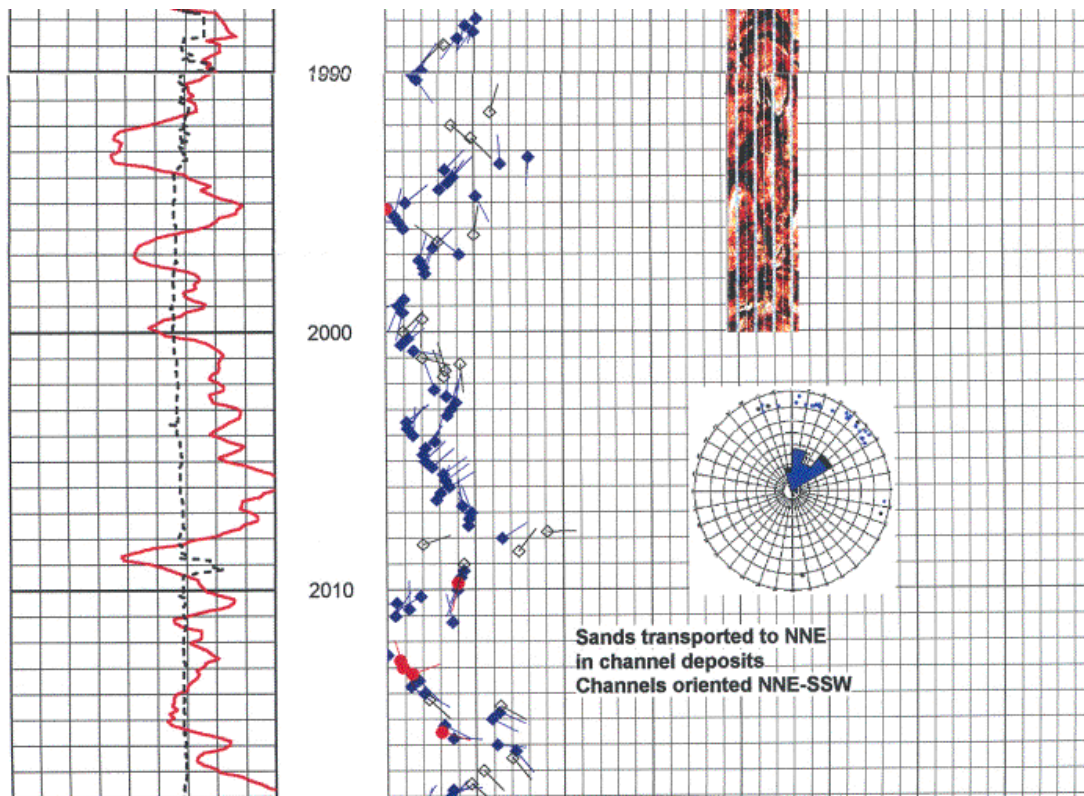 1990
2000
2010
Sands transported to NNE
in channel deposits
Channels oriented NNE-SSW